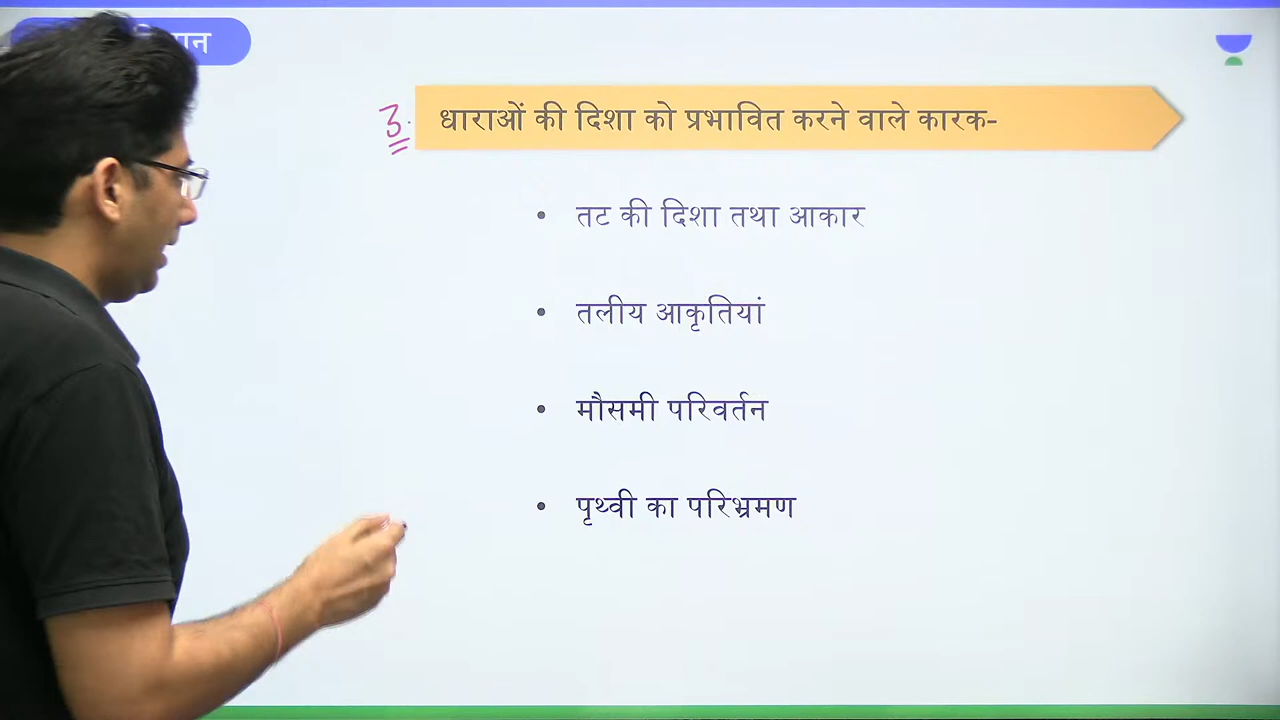 3.
धाराओं की दिशा को प्रभावित करने वाले कारक-
• तट की दिशा तथा आकार
• तलीय आकृतियां
• मौसमी परिवर्तन
• पृथ्वी का परिभ्रमण